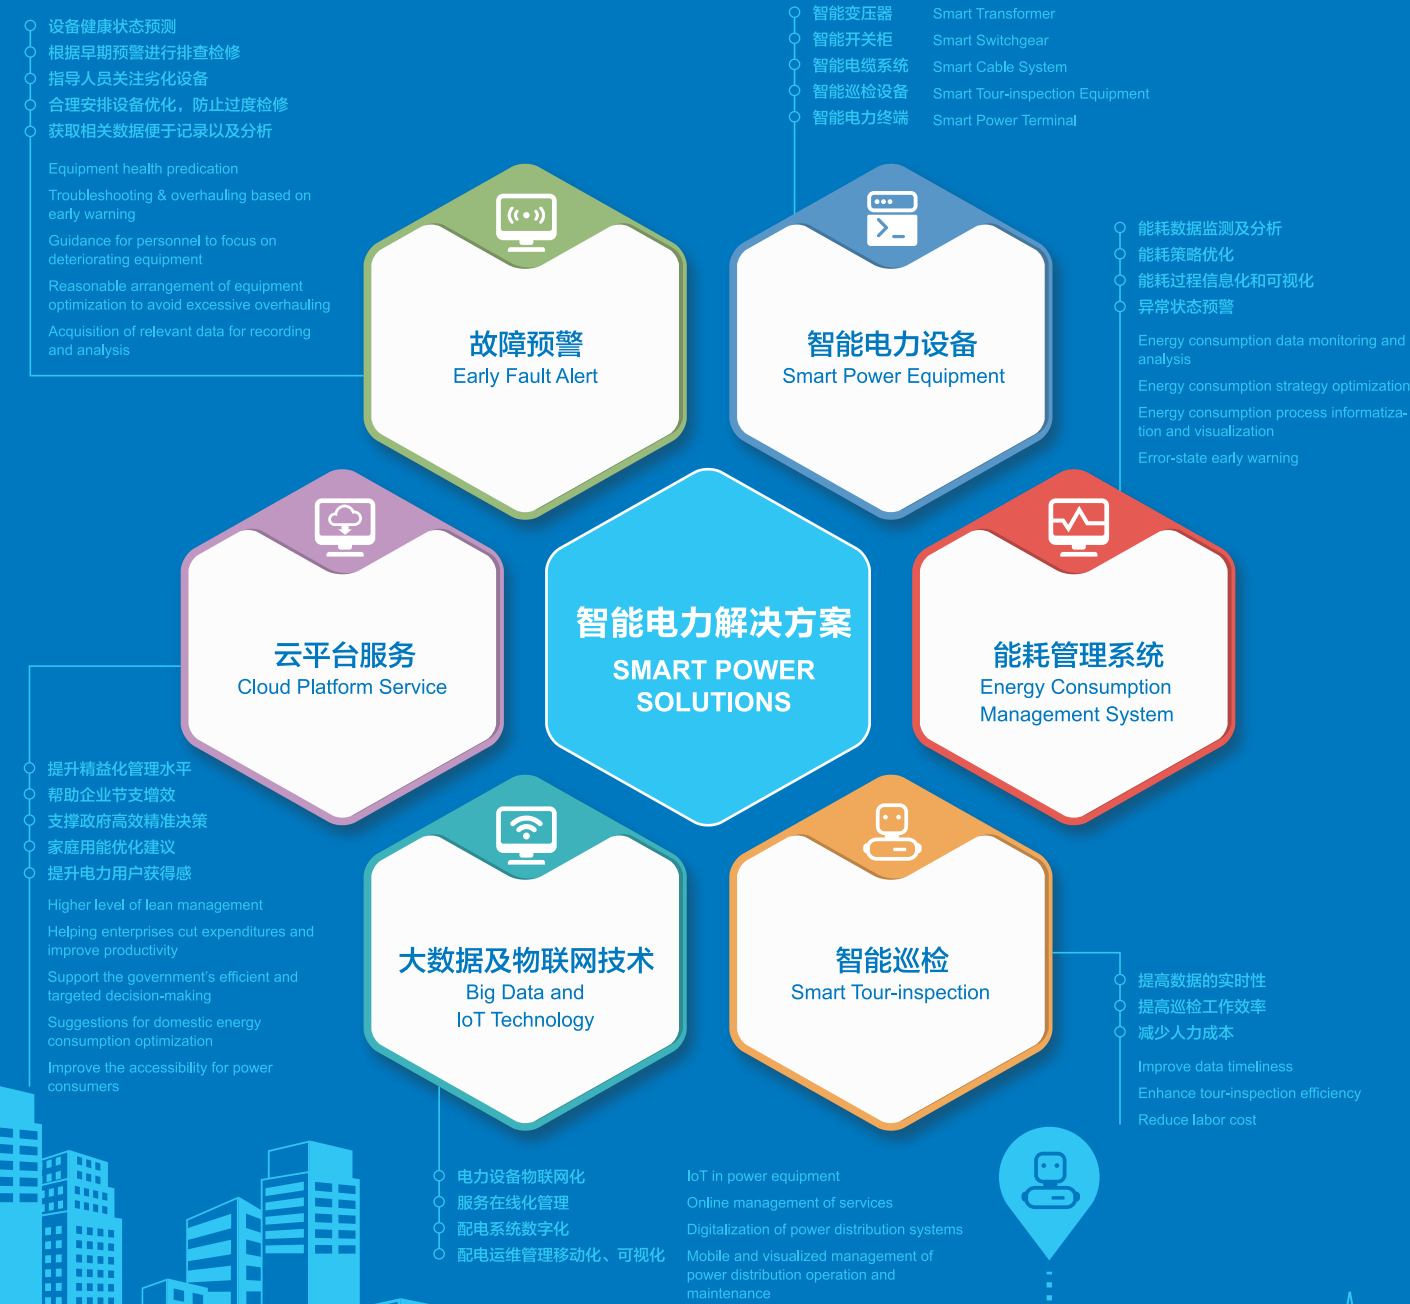 设备健康状态预测
根据早期预警进行排查检修
指导人员关注劣化设备
合理安排设备优化，防止过度检修
获取相关数据便于记录以及分析
Equipment health predication
Troubleshooting & overhauling based on
early warning
Guidance for personnel to focus on
deteriorating equipment
Reasonable arrangement of equipment
optimization to avoid excessive overhauling
Acquisition of relevant data for recording
and analysis
智能变压器 Smart Transformer
智能开关柜 Smart Switchgear
智能电缆系统 Smart Cable System
智能巡检设备 Smart Tour-inspection Equipment
智能电力终端 Smart Power Terminal
能耗数据监测及分析
能耗策略优化
能耗过程信息化和可视化
异常状态预警
Energy consumption data monitoring and
analysis
Energy consumption strategy optimization
Energy consumption process informatiza-
tion and visualization
Error-state early warning
故障预警
Early Fault Alert
智能电力设备
Smart Power Equipment
云平台服务
Cloud Platform Service
智能电力解决方案
SMART POWER
SOLUTIONS
能耗管理系统
Energy Consumption
Management System
提升精益化管理水平
帮助企业节支增效
支撑政府高效精准决策
家庭用能优化建议
提升电力用户获得感
Higher level of lean management
Helping enterprises cut expenditures and
improve productivity
Support the government's efficient and
targeted decision-making
Suggestions for domestic energy
consumption optimization
Improve the accessibility for power
consumers
大数据及物联网技术
Big Data and
IoT Technology
智能巡检
Smart Tour-inspection
提高数据的实时性
提高巡检工作效率
减少人力成本
Improve data timeliness
Enhance tour-inspection efficiency
Reduce labor cost
电力设备物联网化
服务在线化管理
配电系统数字化
配电运维管理移动化、可视化
IoT in power equipment
Online management of services
Digitalization of power distribution systems
Mobile and visualized management of
power distribution operation and
maintenance